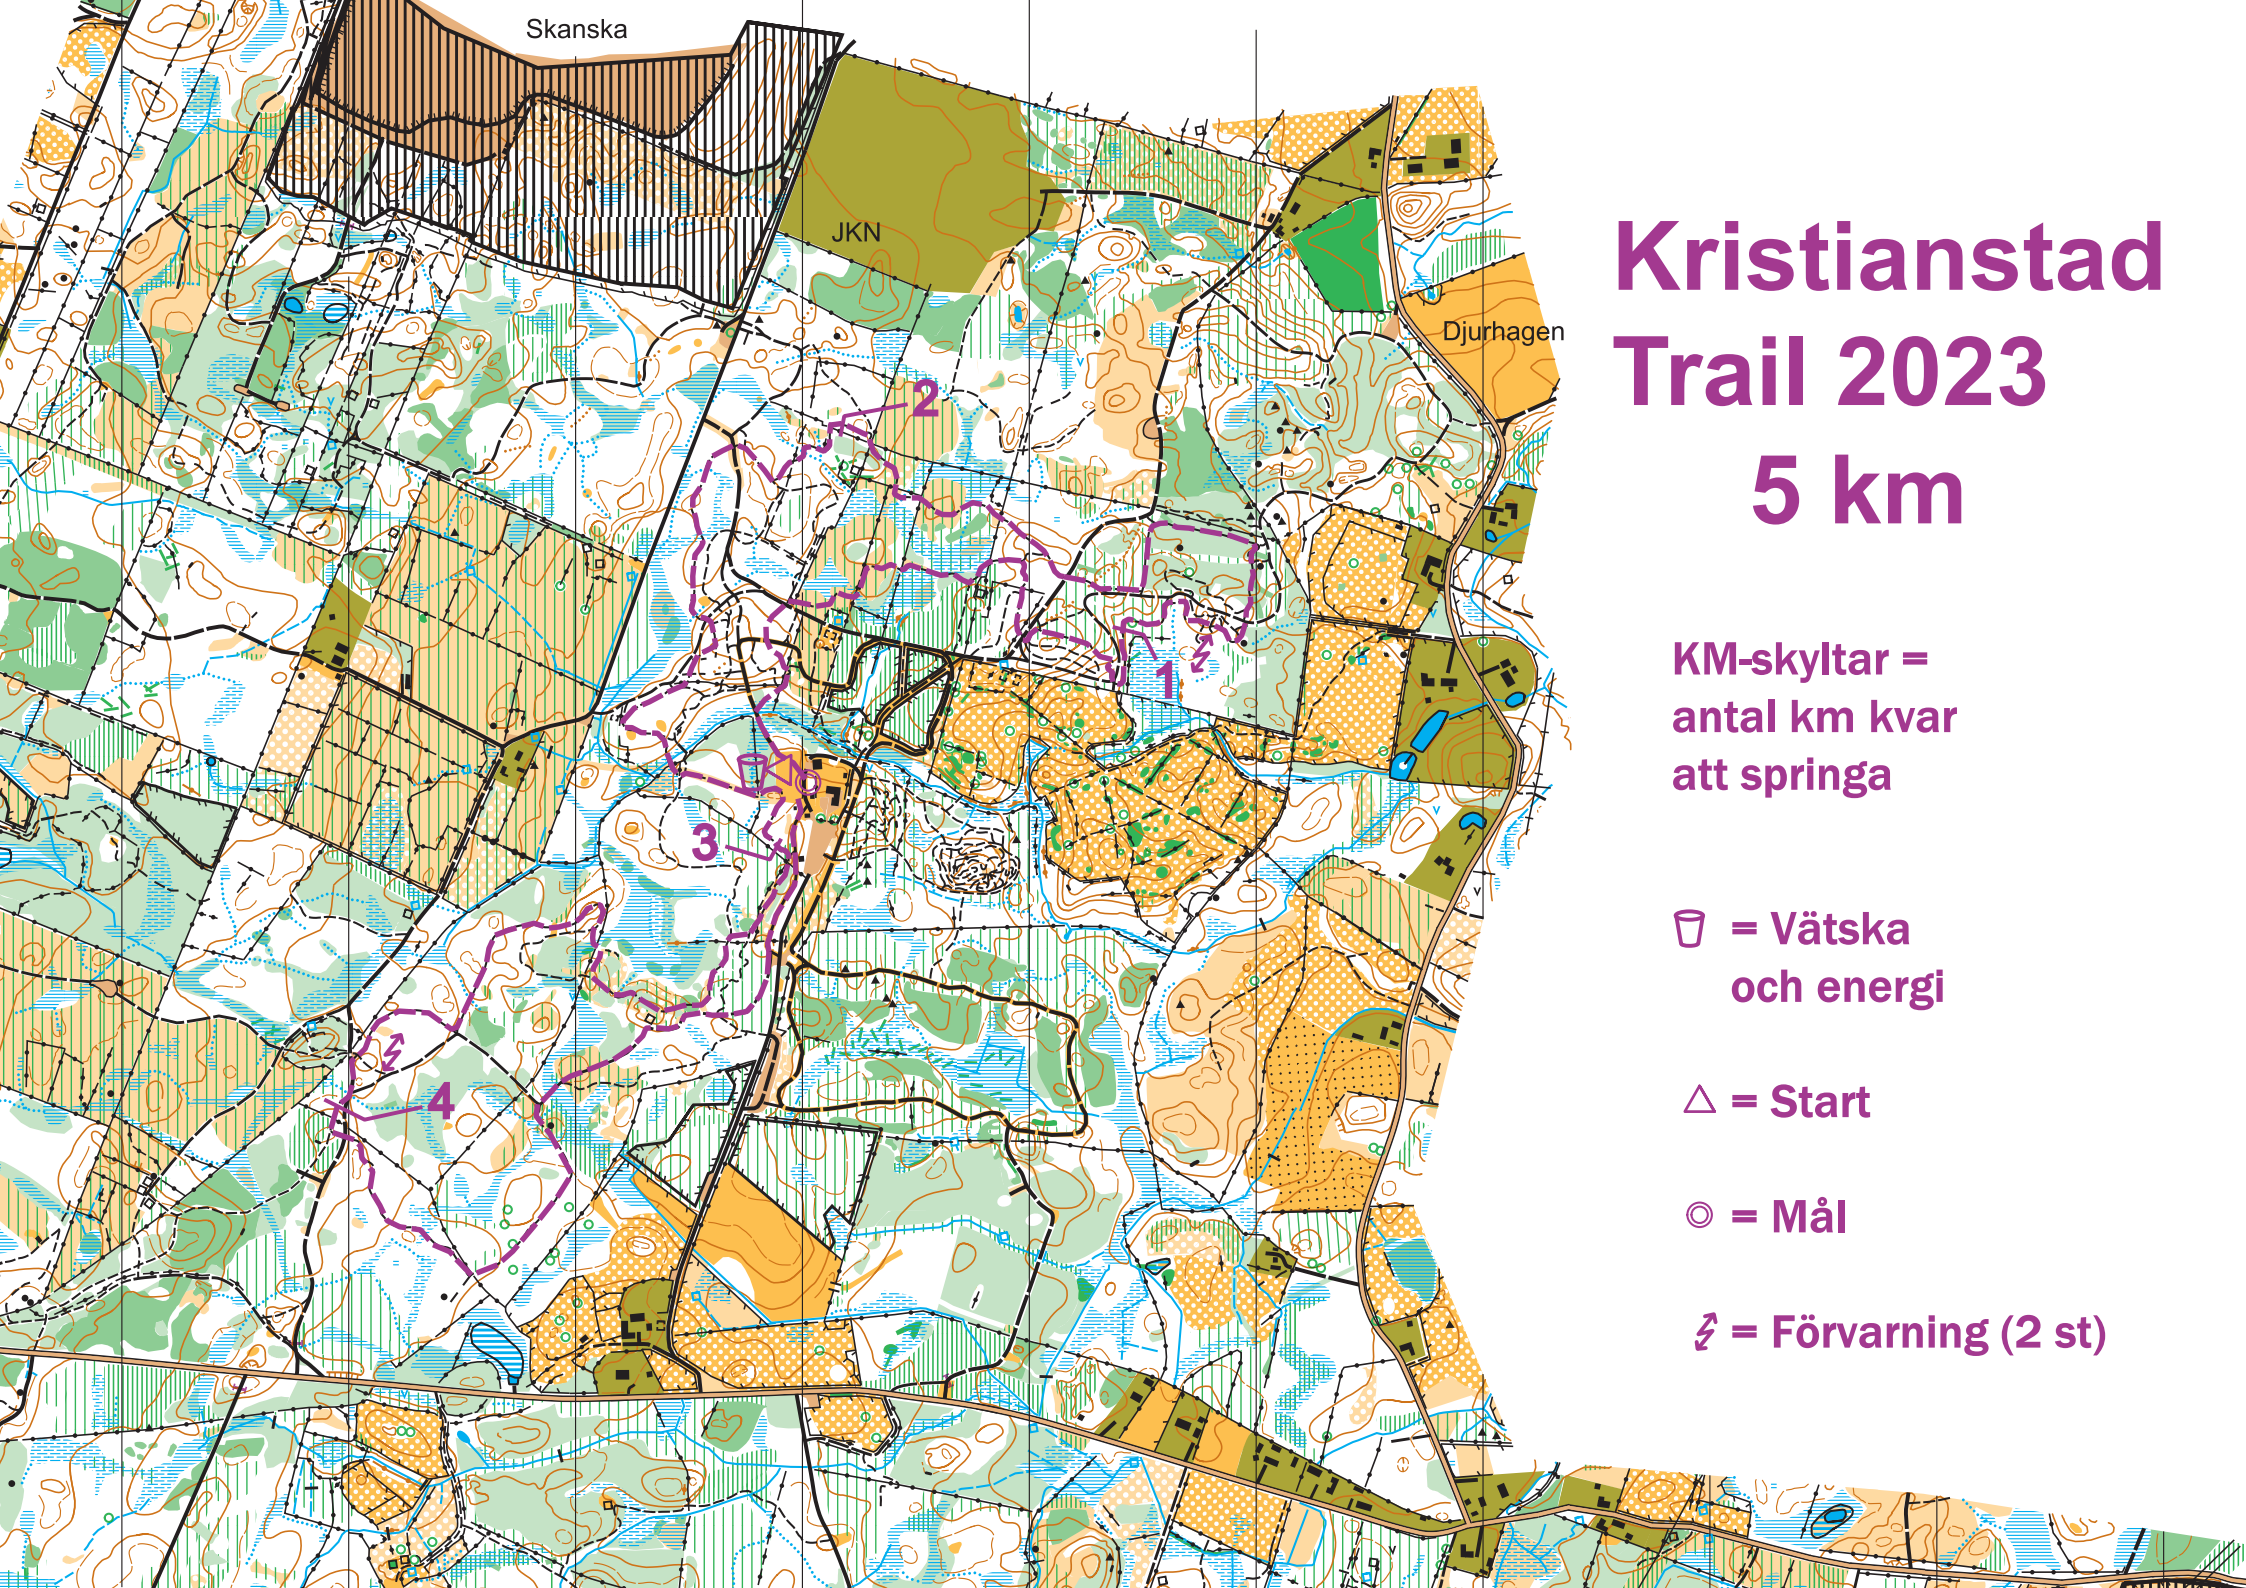 Skanska
JKN
Djurhagen
2
1
3
4
Kristianstad
Trail 2023
5 km
KM-skyltar =
antal km kvar
att springa
= Vätska
och energi
= Start
= Mål
= Förvarning (2 st)